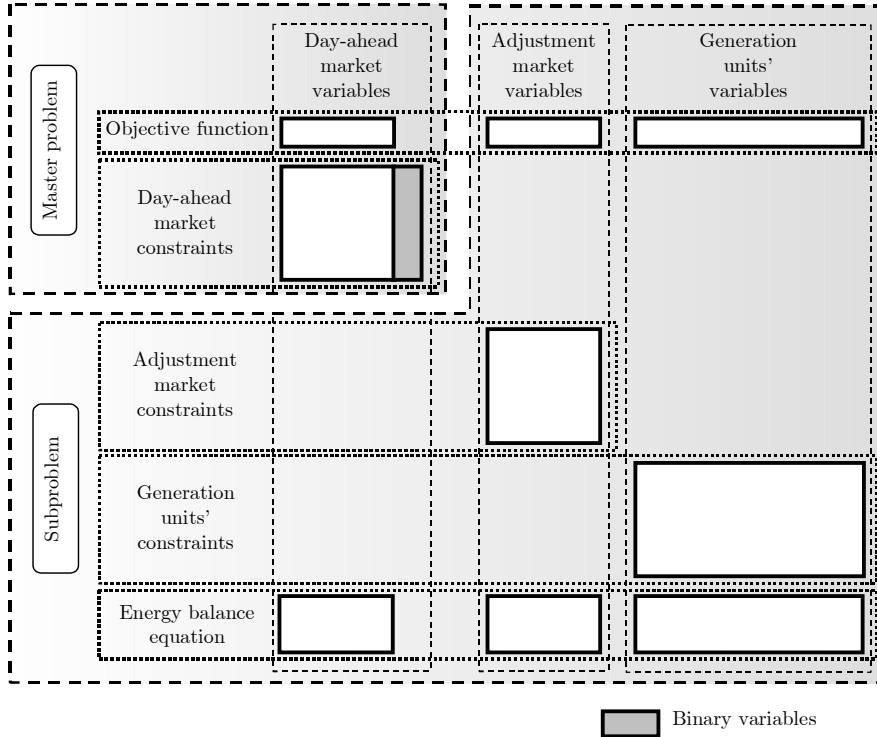 Day-ahead
market
variables
Adjustment
market
variables
Generation
units'
variables
Master problem
Objective function
Day-ahead
market
constraints
Subproblem
Adjustment
market
constraints
Generation
units'
constraints
Energy balance
equation
Binary variables